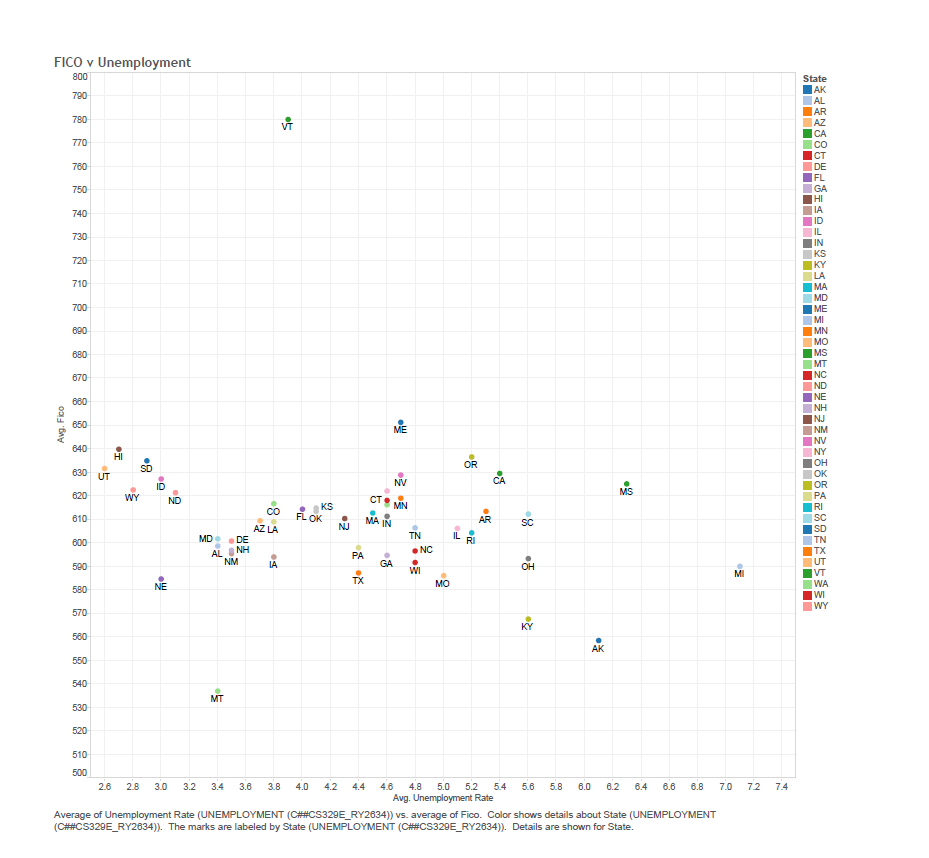 FICO v Unemployment
800
790
780
770
760
750
740
730
720
710
700
690
680
670
660
650
640
630
620
610
600
590
580
570
560
550
540
530
520
510
500
Avg. Fico
VT
ME
HI
SD
UT
ID
WY
ND
OR
CA
NV
MS
CT
MN
CO
KS
FL
OK
NJ
MA
IN
AR
SC
AZ
LA
TN
IL
RI
MD
DE
AL
NH
NM
IA
PA
GA
NC
WI
OH
TX
MO
MI
NE
KY
AK
MT
2.6 2.8 3.0 3.2 3.4 3.6 3.8 4.0 4.2 4.4 4.6 4.8 5.0 5.2 5.4 5.6 5.8 6.0 6.2 6.4 6.6 6.8 7.0 7.2 7.4
Avg. Unemployment Rate
State
AK
AL
AR
AZ
CA
CO
CT
DE
FL
GA
HI
IA
ID
IL
IN
KS
KY
LA
MA
MD
ME
MI
MN
MO
MS
MT
NC
ND
NE
NH
NJ
NM
NV
NY
OH
OK
OR
PA
RI
SC
SD
TN
TX
UT
VT
WA
WI
WY
Average of Unemployment Rate (UNEMPLOYMENT (C##CS329E_RY2634)) vs. average of Fico.  Color shows details about State (UNEMPLOYMENT
(C##CS329E_RY2634)).  The marks are labeled by State (UNEMPLOYMENT (C##CS329E_RY2634)).  Details are shown for State.